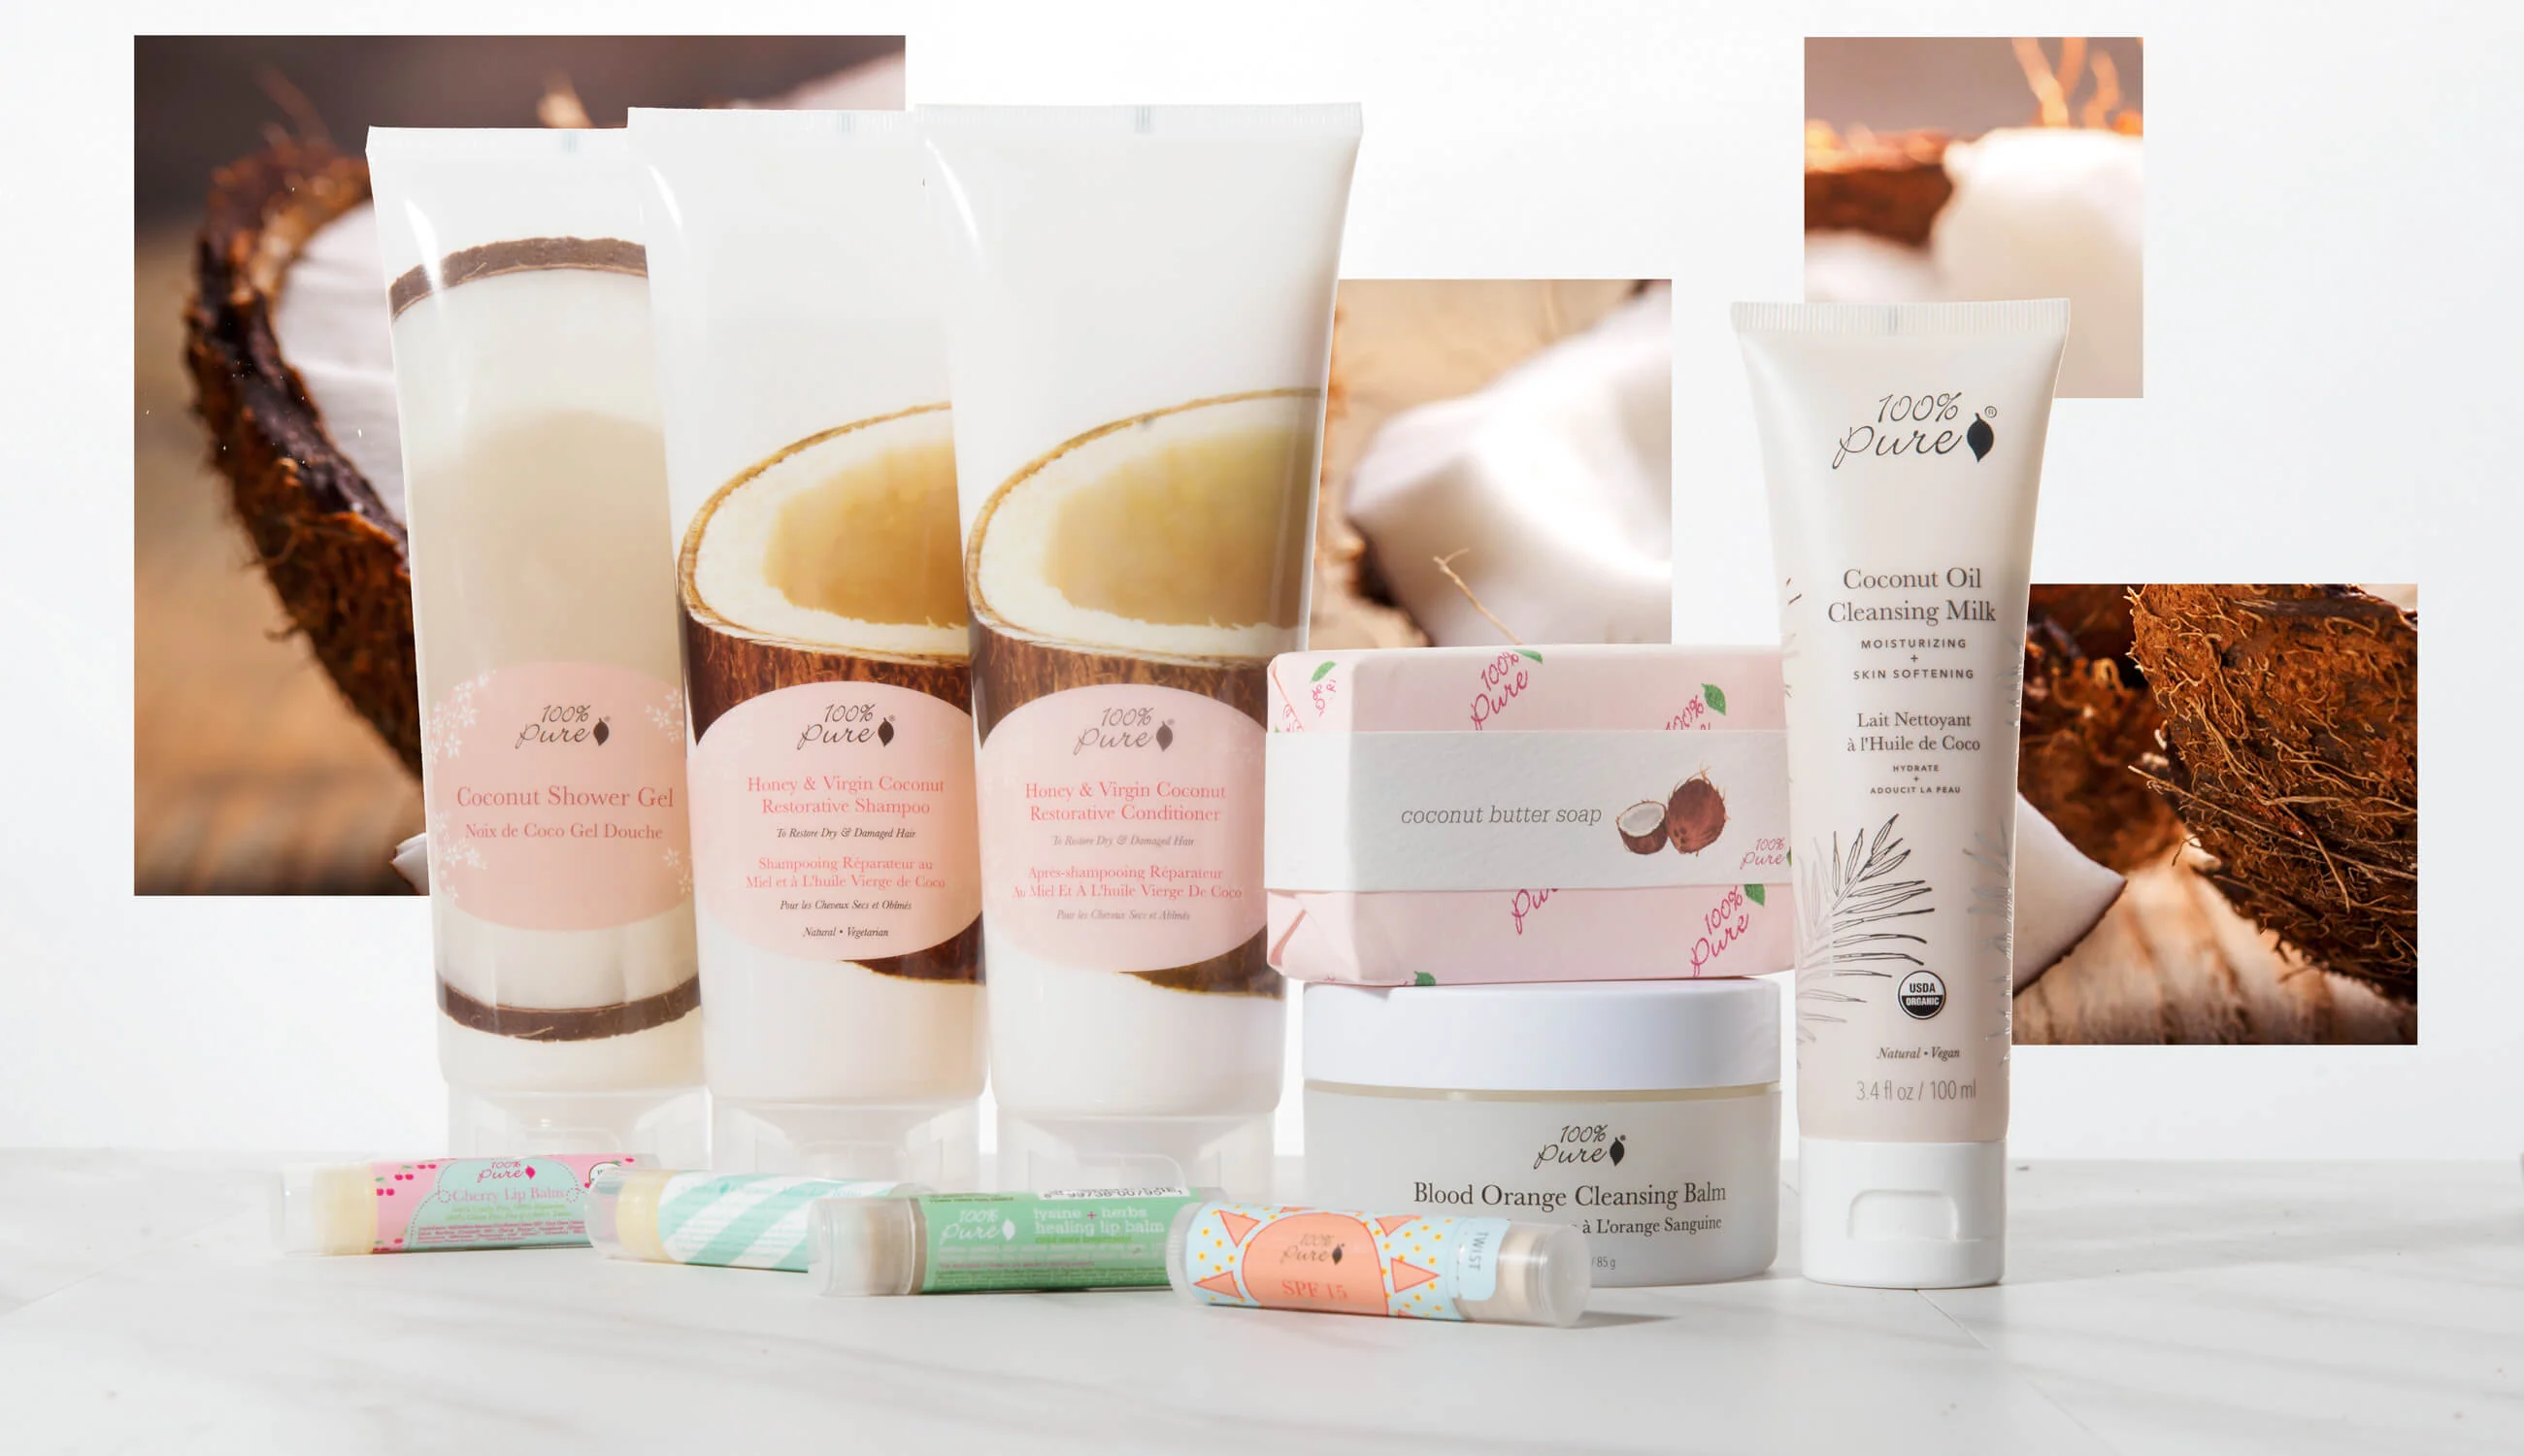 100%
Pure
Coconut Shower Gel
Noix de Coco Gel Douche
100%
Pure
Honey & Virgin Coconut
Restorative Shampoo
To Restore Dry & Damaged Hair
Shampooing Réparateur au
Miel et à L'huile Vierge de Coco
Pour les Cheveux Secs et Ablmés
Natural • Vegetarian
100%
Pure
Honey & Virgin Coconut
Restorative Conditioner
To Restore Dry & Damaged Hair
Après-shampooing Réparateur
Au Miel Et A L'huile Vierge De Coco
Pour les Cheveux Secs et Abîmés
100%
Pure
100%
coconut butter soap
100%
Pure
Pu
100%
Pure
100%
Pure®
Coconut Oil
Cleansing Milk
MOISTURIZING
+
SKIN SOFTENING
Lait Nettoyant
à l'Huile de Coco
HYDRATE
+
ADOUCIT LA PEAU
USDA
ORGANIC
Natural • Vegan
3.4 fl oz / 100 ml
100%
Pure
Blood Orange Cleansing Balm
à L'orange Sanguine
/ 85 g
100%
Pure
Cherry Lip Balm
100%
Pure
lysine + herbs
healing lip balm
100%
Pure
SPF 15
TWIST